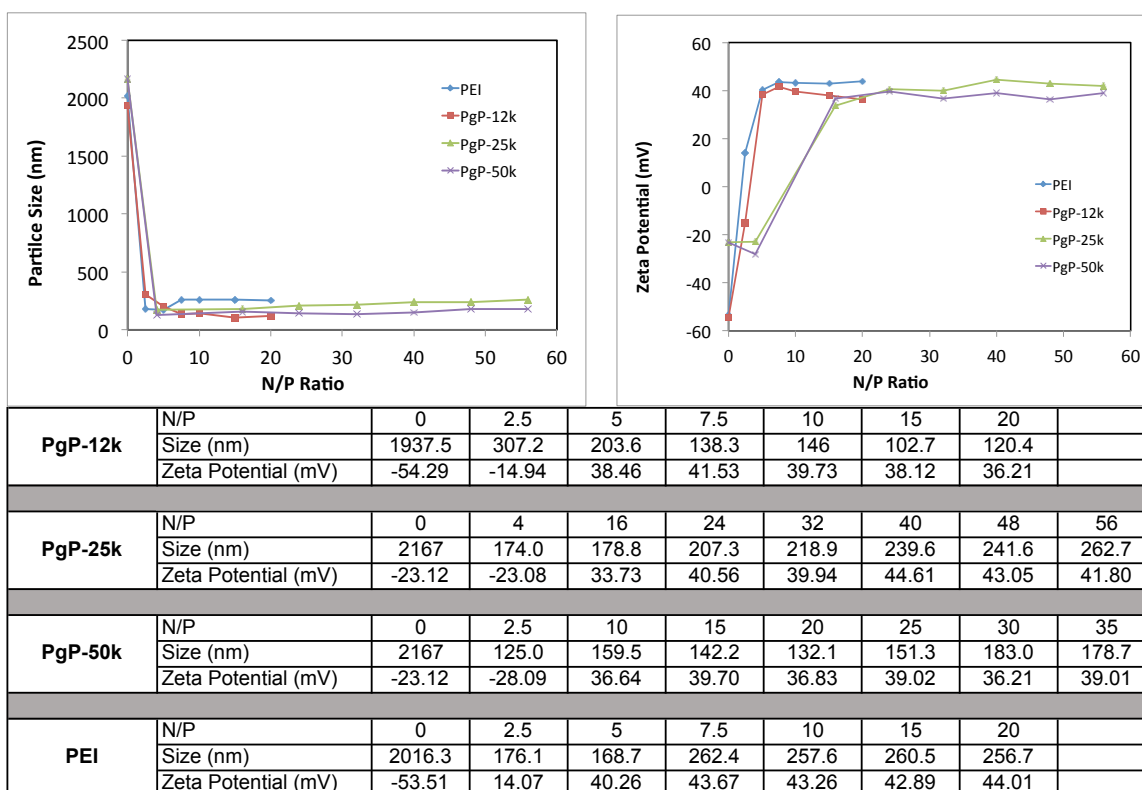 2500
2000
1500
1000
500
0
Partilce Size (nm)
0 10 20 30 40 50 60
N/P Ratio
PEI
PgP-12k
PgP-25k
PgP-50k
60
40
20
0
-20
-40
-60
Zeta Potential (mV)
0 10 20 30 40 50 60
N/P Ratio
PEI
PgP-12k
PgP-25k
PgP-50k
PgP-12k
N/P 0 2.5 5 7.5 10 15 20
Size (nm) 1937.5 307.2 203.6 138.3 146 102.7 120.4
Zeta Potential (mV) -54.29 -14.94 38.46 41.53 39.73 38.12 36.21
PgP-25k
N/P 0 4 16 24 32 40 48 56
Size (nm) 2167 174.0 178.8 207.3 218.9 239.6 241.6 262.7
Zeta Potential (mV) -23.12 -23.08 33.73 40.56 39.94 44.61 43.05 41.80
PgP-50k
N/P 0 2.5 10 15 20 25 30 35
Size (nm) 2167 125.0 159.5 142.2 132.1 151.3 183.0 178.7
Zeta Potential (mV) -23.12 -28.09 36.64 39.70 36.83 39.02 36.21 39.01
PEI
N/P 0 2.5 5 7.5 10 15 20
Size (nm) 2016.3 176.1 168.7 262.4 257.6 260.5 256.7
Zeta Potential (mV) -53.51 14.07 40.26 43.67 43.26 42.89 44.01